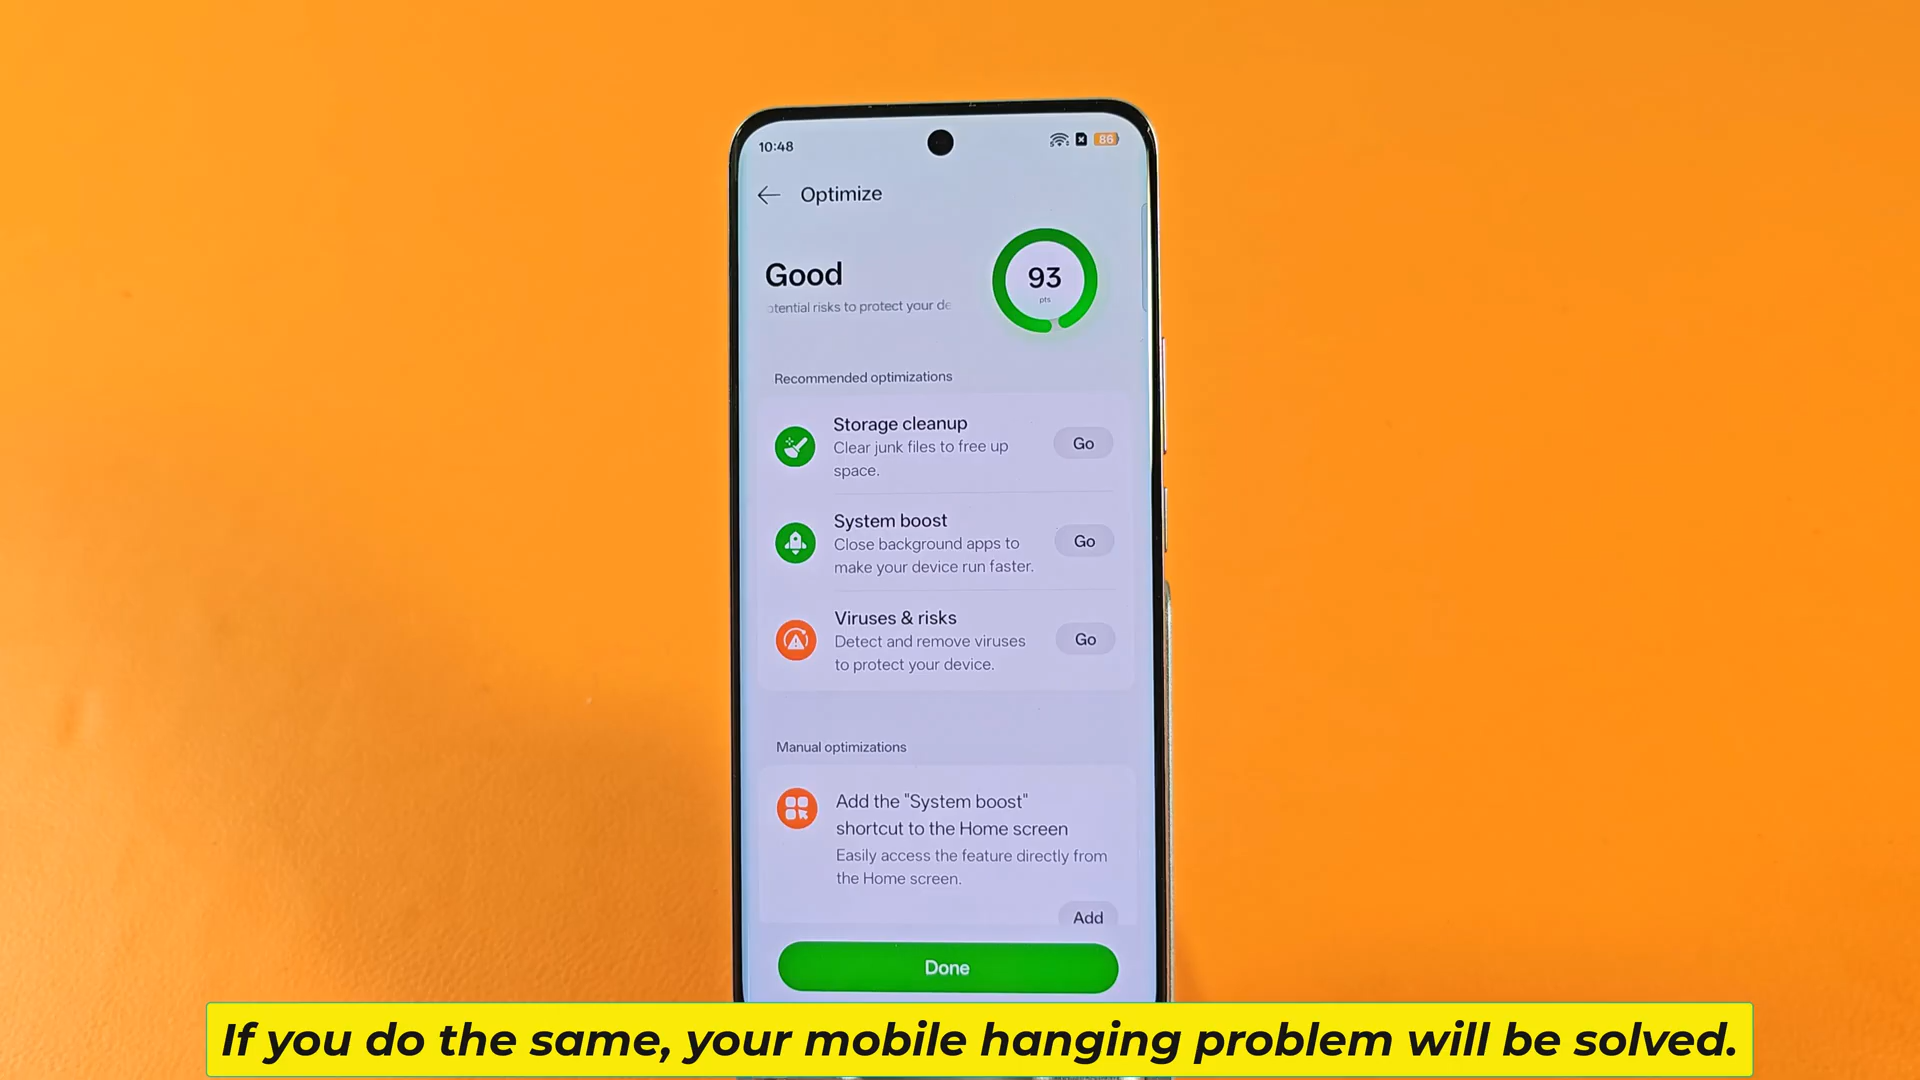 10:48
86
Optimize
Good
93
pts
otential risks to protect your de
Recommended optimizations
Storage cleanup
Clear junk files to free up
space.
Go
System boost
Close background apps to
make your device run faster.
Go
Viruses & risks
Detect and remove viruses
to protect your device.
Go
Manual optimizations
Add the "System boost"
shortcut to the Home screen
Easily access the feature directly from
the Home screen.
Add
Done
If you do the same, your mobile hanging problem will be solved.